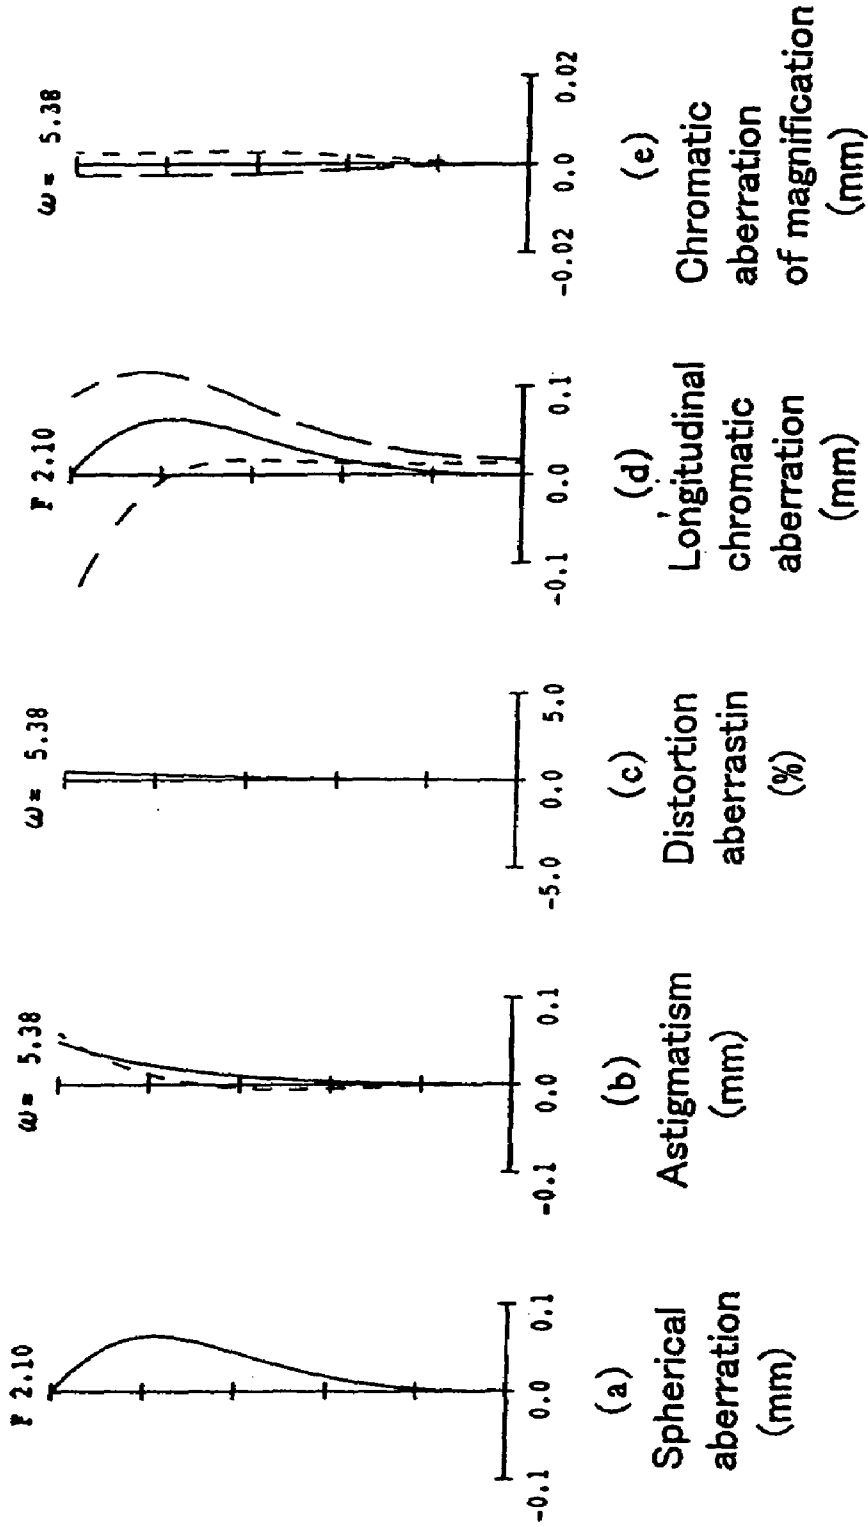 F 2.10
-0.1 0.0 0.1
(a)
Spherical
aberration
(mm)
ω= 5.38
-0.1 0.0 0.1
(b)
Astigmatism
(mm)
ω= 5.38
-5.0 0.0 5.0
(c)
Distortion
aberrastin
(%)
F 2.10
-0.1 0.0 0.1
(d)
Longitudinal
chromatic
aberration
(mm)
ω= 5.38
-0.02 0.0 0.02
(e)
Chromatic
aberration
of magnification
(mm)